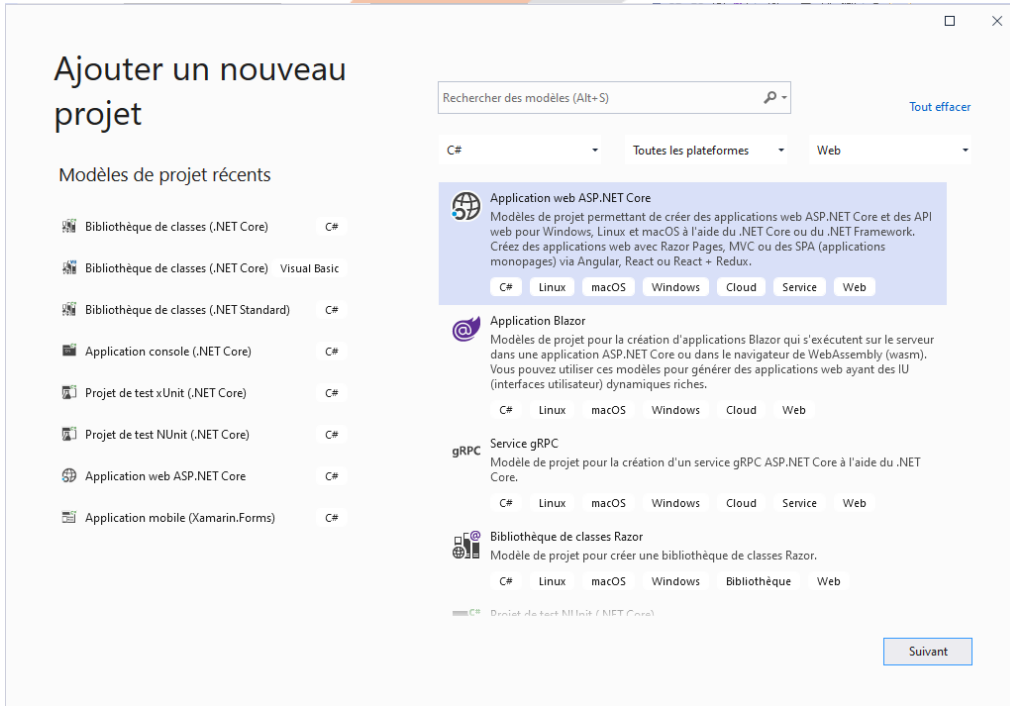 Ajouter un nouveau
projet
Rechercher des modèles (Alt+S)
Tout effacer
C#
Toutes les plateformes
Web
Modèles de projet récents
Bibliothèque de classes (.NET Core) C#
Bibliothèque de classes (.NET Core) Visual Basic
Bibliothèque de classes (.NET Standard) C#
Application console (.NET Core) C#
Projet de test xUnit (.NET Core) C#
Projet de test NUnit (.NET Core) C#
Application web ASP.NET Core C#
Application mobile (Xamarin.Forms) C#
Application web ASP.NET Core
Modèles de projet permettant de créer des applications web ASP.NET Core et des API
web pour Windows, Linux et macOS à l'aide du .NET Core ou du .NET Framework.
Créez des applications web avec Razor Pages, MVC ou des SPA (applications
monopages) via Angular, React ou React + Redux.
C# Linux macOS Windows Cloud Service Web
Application Blazor
Modèles de projet pour la création d'applications Blazor qui s'exécutent sur le serveur
dans une application ASP.NET Core ou dans le navigateur de WebAssembly (wasm).
Vous pouvez utiliser ces modèles pour générer des applications web ayant des IU
(interfaces utilisateur) dynamiques riches.
C# Linux macOS Windows Cloud Web
gRPC
Service gRPC
Modèle de projet pour la création d'un service gRPC ASP.NET Core à l'aide du .NET
Core.
C# Linux macOS Windows Cloud Service Web
Bibliothèque de classes Razor
Modèle de projet pour créer une bibliothèque de classes Razor.
C# Linux macOS Windows Bibliothèque Web
Projet de test NUnit (.NET Core)
Suivant